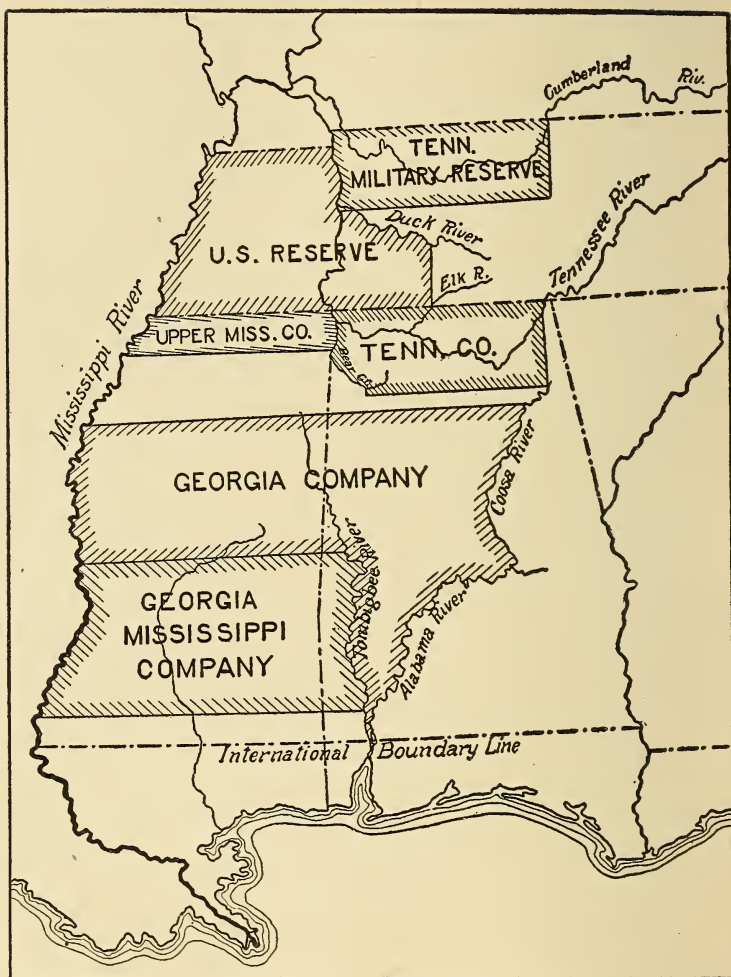 Cumberland Riv.
TENN.
MILITARY RESERVE
Duck River
Tennessee River
U.S. RESERVE
Elk R.
Mississippi River
UPPER MISS. CO.
TENN. CO.
Bear Cr.
GEORGIA COMPANY
Coosa River
Tombigbee River
GEORGIA
MISSISSIPPI
COMPANY
Alabama River
International Boundary Line